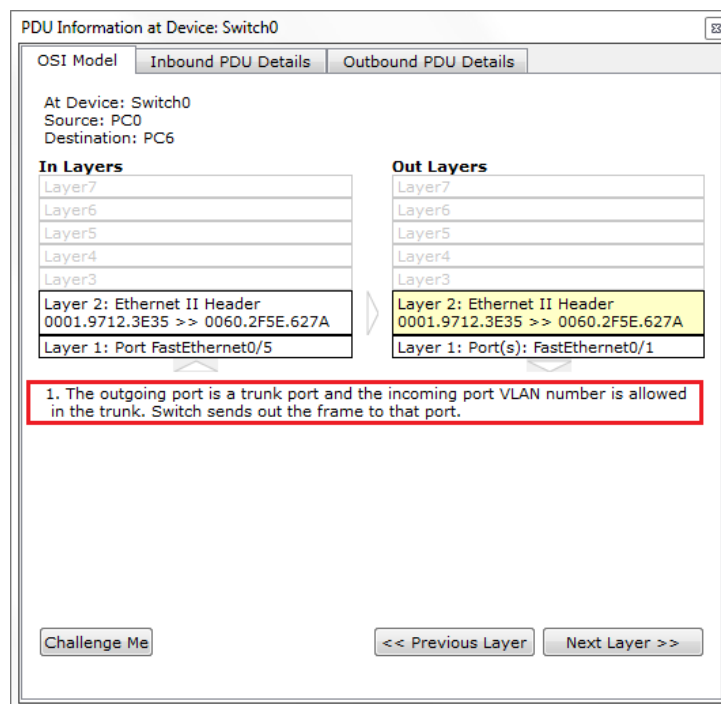 PDU Information at Device: Switch0
OSI Model Inbound PDU Details Outbound PDU Details
At Device: Switch0
Source: PC0
Destination: PC6
In Layers Out Layers
Layer7 Layer7
Layer6 Layer6
Layer5 Layer5
Layer4 Layer4
Layer3 Layer3
Layer 2: Ethernet II Header Layer 2: Ethernet II Header
0001.9712.3E35 >> 0060.2F5E.627A 0001.9712.3E35 >> 0060.2F5E.627A
Layer 1: Port FastEthernet0/5 Layer 1: Port(s): FastEthernet0/1
1. The outgoing port is a trunk port and the incoming port VLAN number is allowed
in the trunk. Switch sends out the frame to that port.
Challenge Me << Previous Layer Next Layer >>